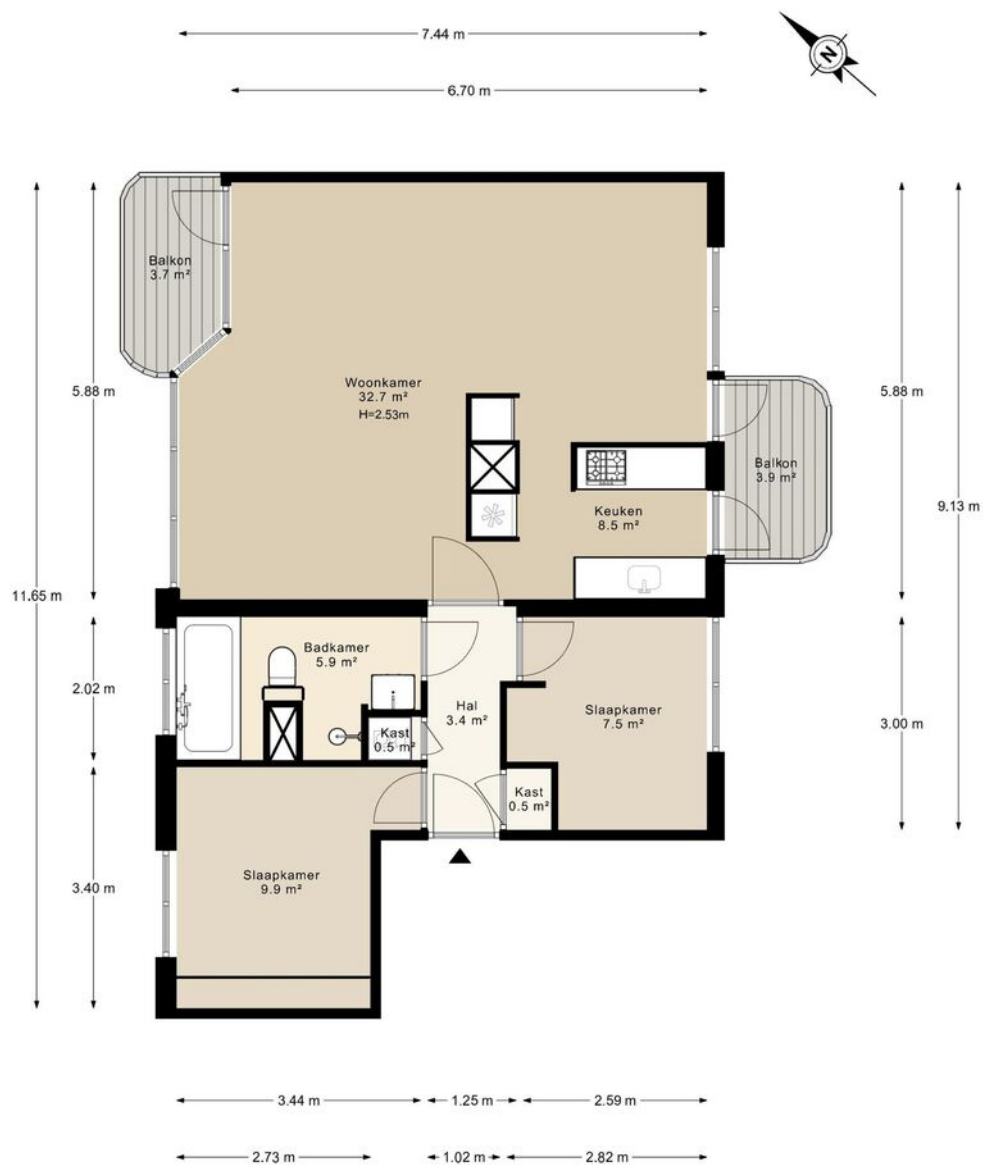 7.44 m
N
6.70 m
Balkon
3.7 m²
5.88 m
Woonkamer
32.7 m²
H=2.53m
5.88 m
Balkon
3.9 m²
Keuken
8.5 m²
9.13 m
11.65 m
Badkamer
5.9 m²
2.02 m
Hal
3.4 m²
Slaapkamer
7.5 m²
3.00 m
Kast
0.5 m²
Kast
0.5 m²
Slaapkamer
9.9 m²
3.40 m
3.44 m
1.25 m
2.59 m
2.73 m
1.02 m
2.82 m